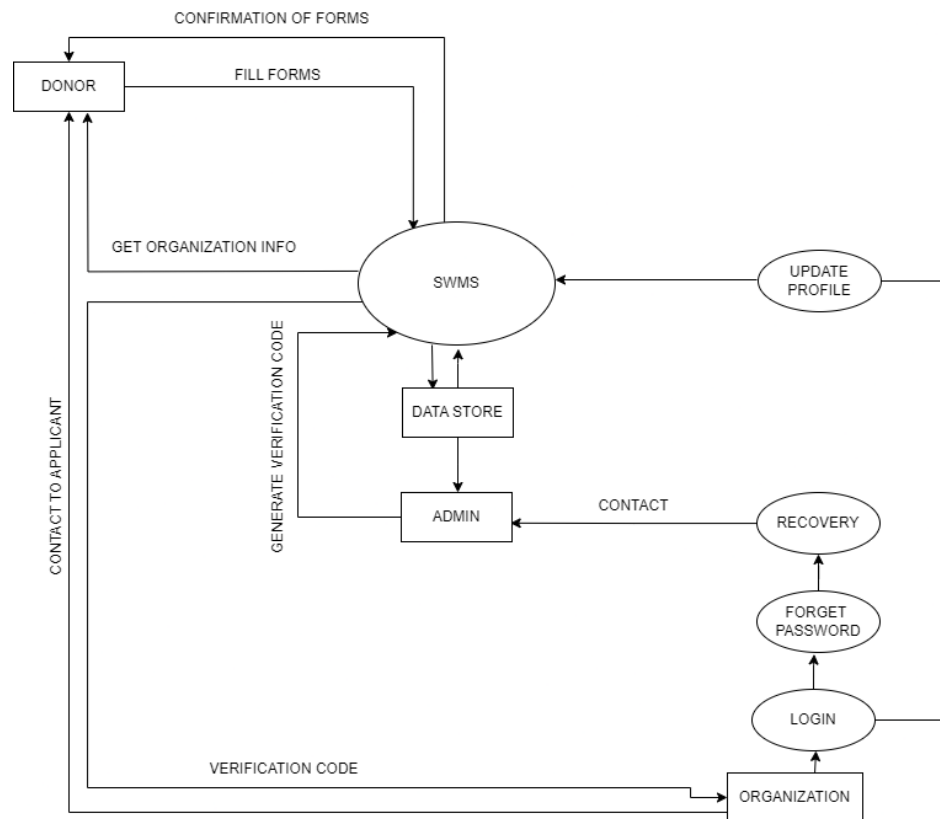 CONFIRMATION OF FORMS
DONOR
FILL FORMS
GET ORGANIZATION INFO
SWMS
UPDATE
PROFILE
GENERATE VERIFICATION CODE
CONTACT TO APPLICANT
DATA STORE
ADMIN
CONTACT
RECOVERY
FORGET
PASSWORD
LOGIN
VERIFICATION CODE
ORGANIZATION